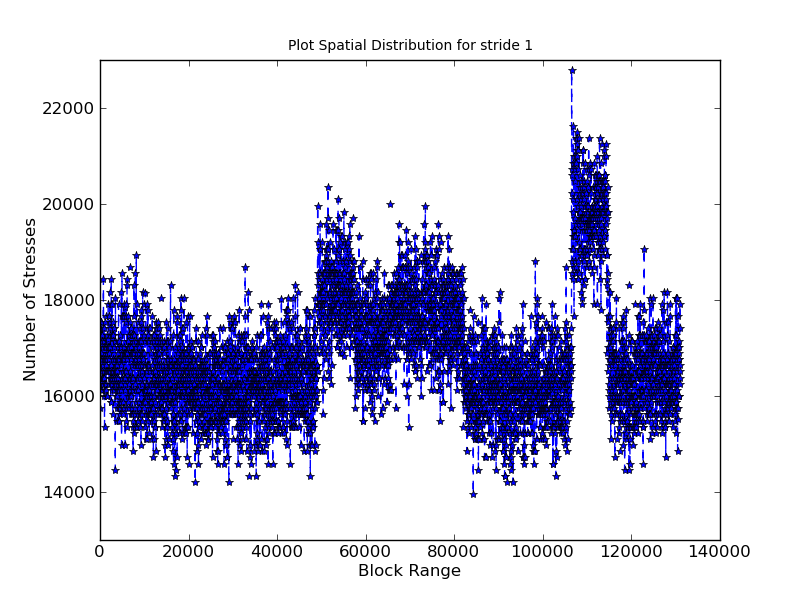 Plot Spatial Distribution for stride 1
Number of Stresses
22000
20000
18000
16000
14000
0 20000 40000 60000 80000 100000 120000 140000
Block Range